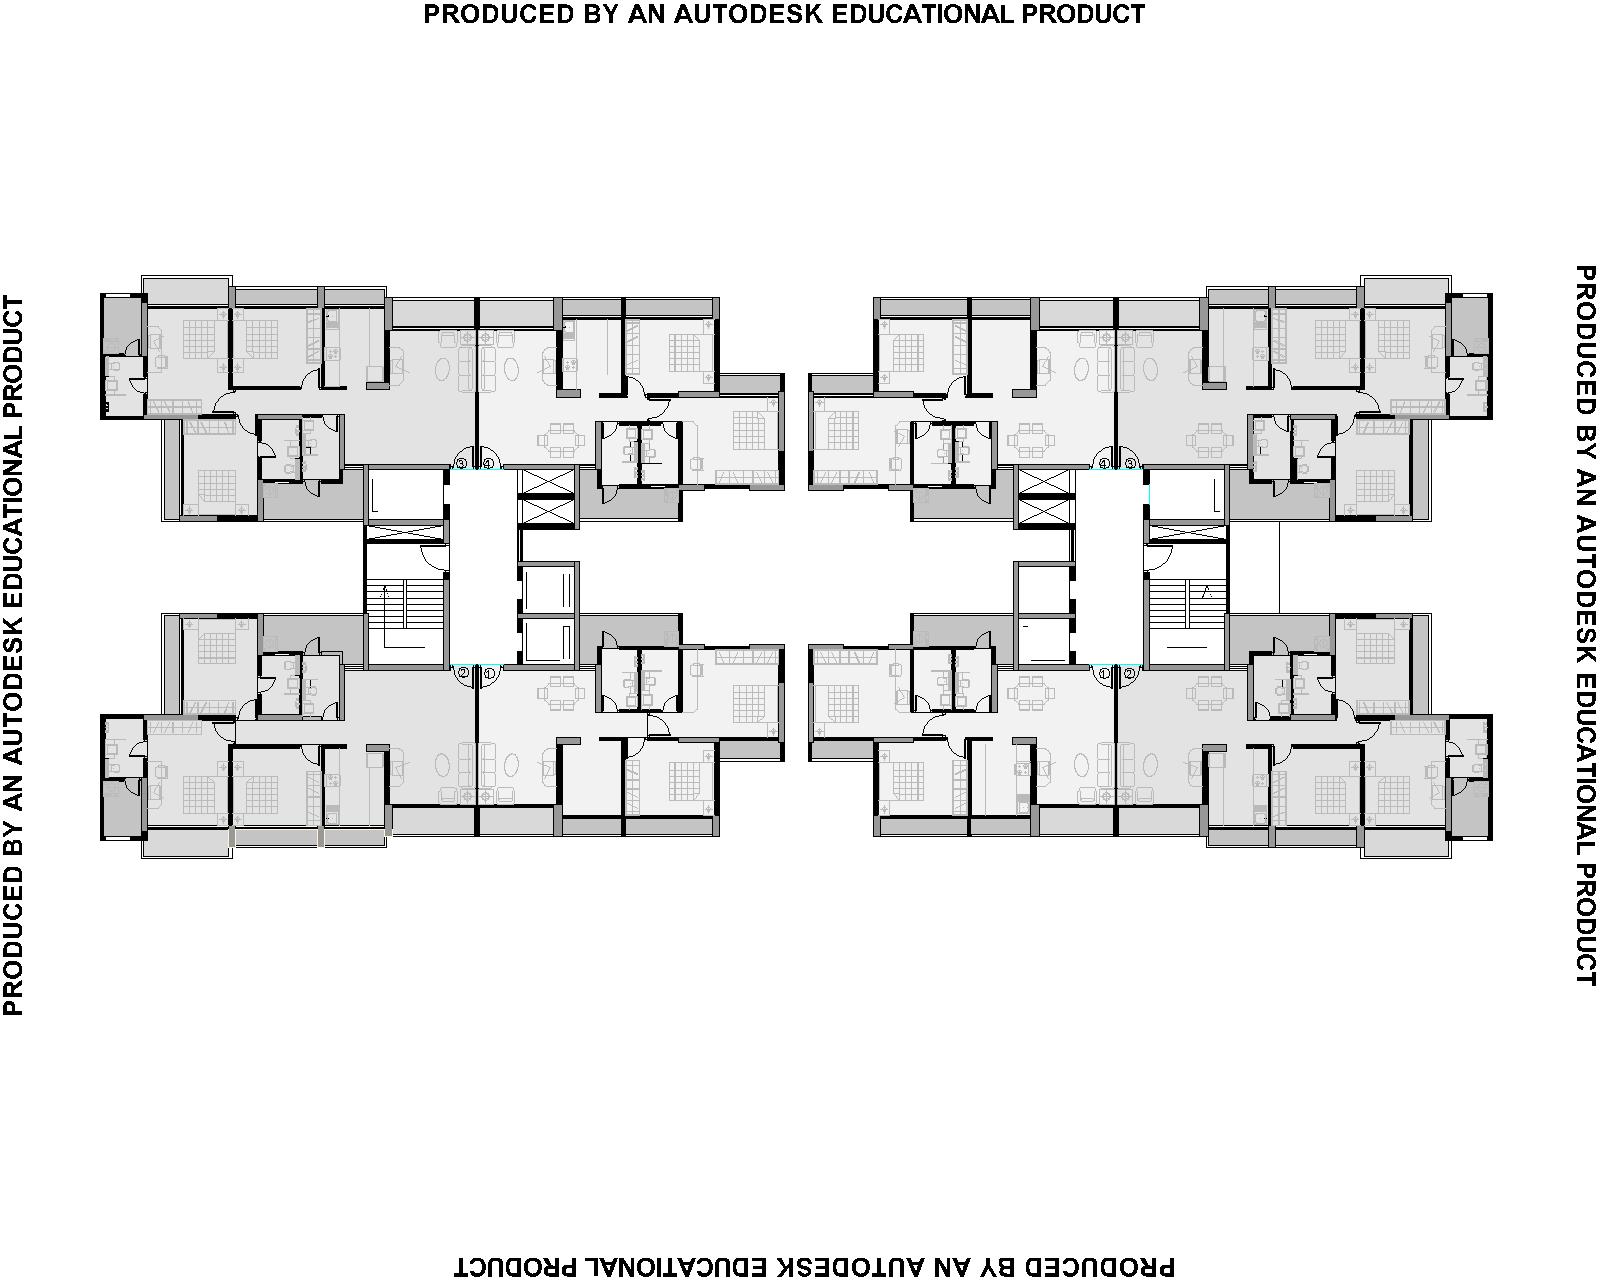 PRODUCED BY AN AUTODESK EDUCATIONAL PRODUCT
PRODUCED BY AN AUTODESK EDUCATIONAL PRODUCT
PRODUCED BY AN AUTODESK EDUCATIONAL PRODUCT
③ ④
④ ③
② ①
① ②
PRODUCED BY AN AUTODESK EDUCATIONAL PRODUCT